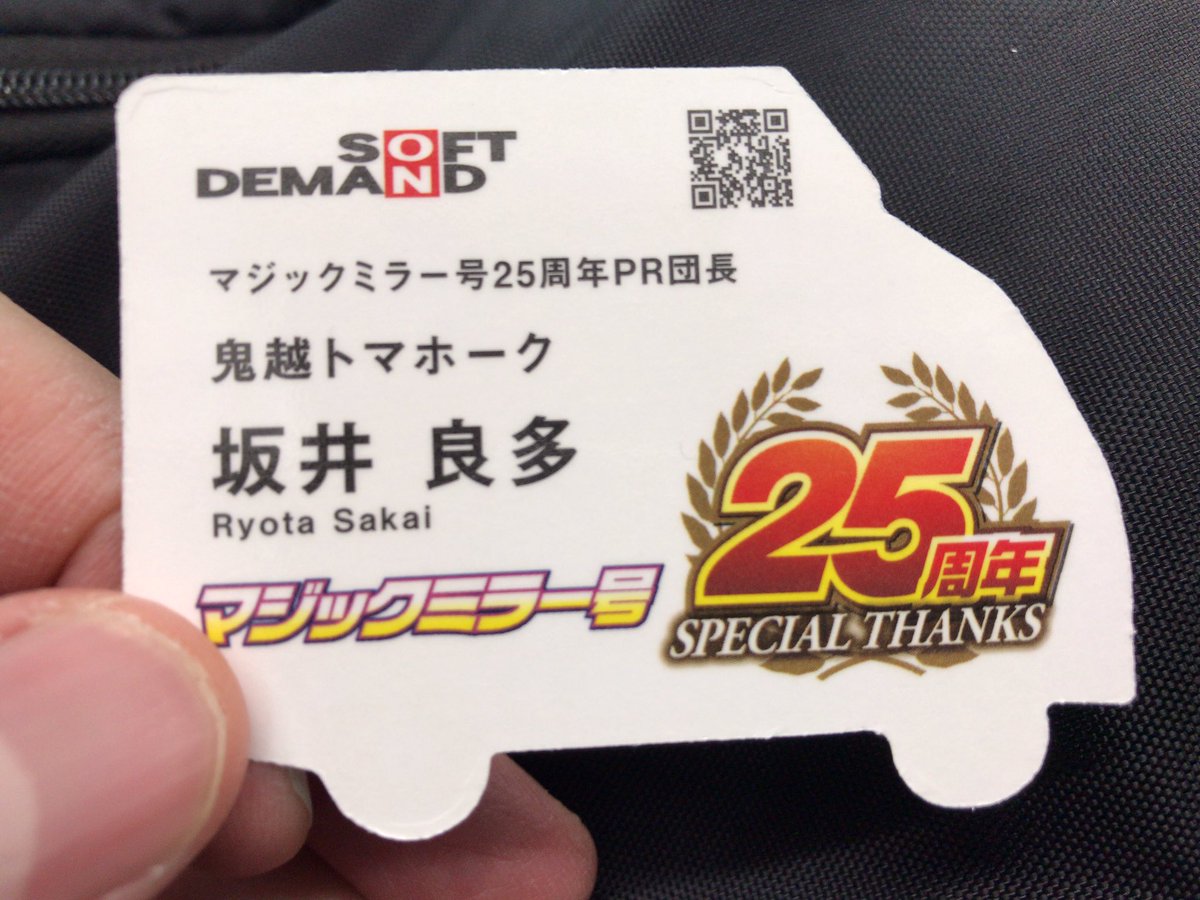 SOFT
ON
DEMAND
マジックミラー号25周年PR団長
鬼越トマホーク
坂井 良多
Ryota Sakai
マジックミラー号
25周年
SPECIAL THANKS